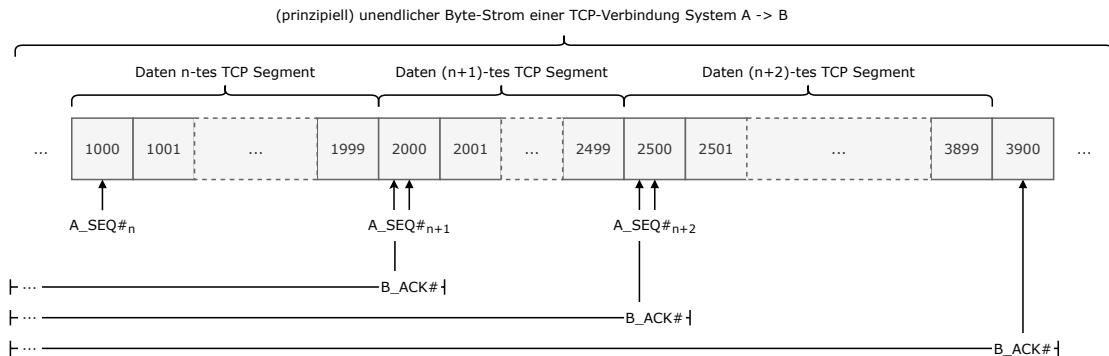 (prinzipiell) unendlicher Byte-Strom einer TCP-Verbindung System A -> B
Daten n-tes TCP Segment Daten (n+1)-tes TCP Segment Daten (n+2)-tes TCP Segment
... 1000 1001 ... 1999 2000 2001 ... 2499 2500 2501 ... 3899 3900 ...
A_SEQ#n A_SEQ#n+1 A_SEQ#n+2
... B_ACK#
... B_ACK#
... B_ACK#